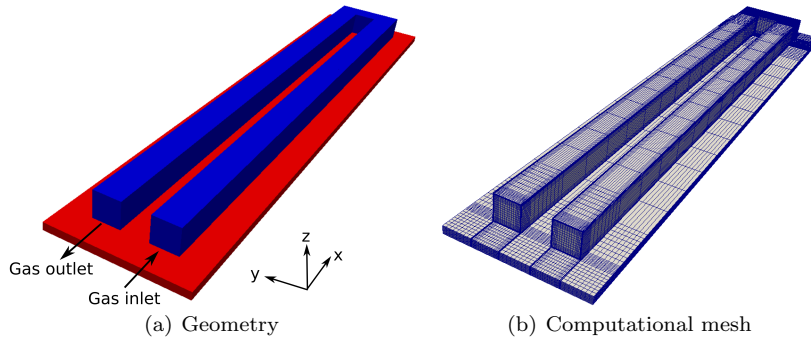 z
x
y
Gas outlet
Gas inlet
(a) Geometry
(b) Computational mesh